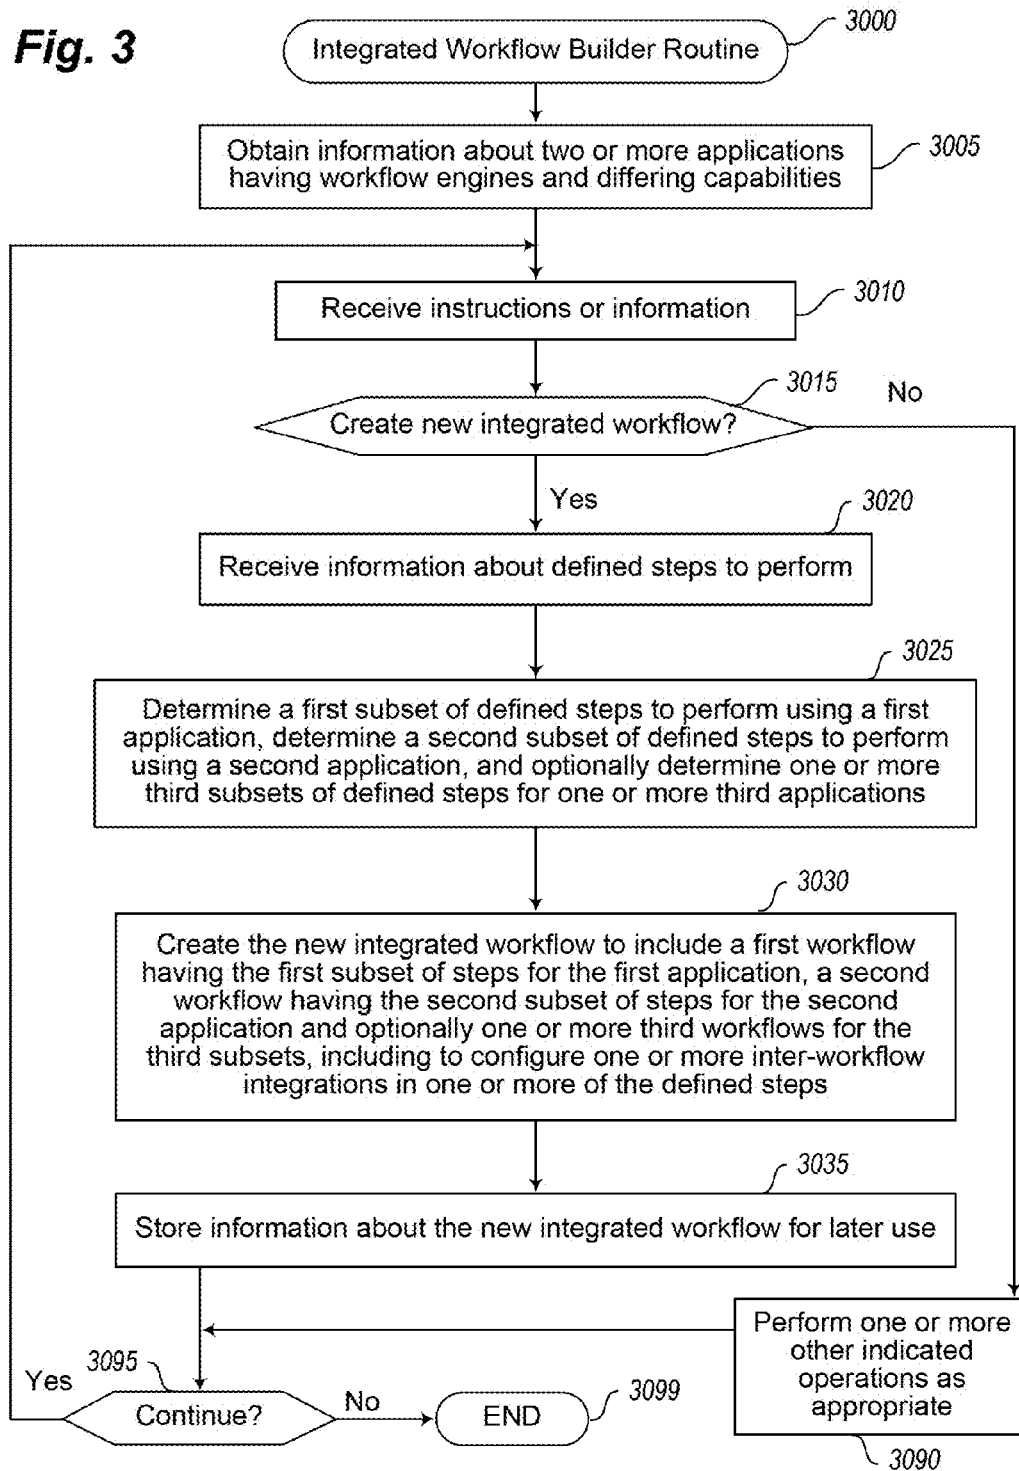 Fig. 3
3000
Integrated Workflow Builder Routine
3005
Obtain information about two or more applications
having workflow engines and differing capabilities
3010
Receive instructions or information
3015
No
Create new integrated workflow?
Yes
3020
Receive information about defined steps to perform
3025
Determine a first subset of defined steps to perform using a first
application, determine a second subset of defined steps to perform
using a second application, and optionally determine one or more
third subsets of defined steps for one or more third applications
3030
Create the new integrated workflow to include a first workflow
having the first subset of steps for the first application, a second
workflow having the second subset of steps for the second
application and optionally one or more third workflows for the
third subsets, including to configure one or more inter-workflow
integrations in one or more of the defined steps
3035
Store information about the new integrated workflow for later use
Perform one or more
other indicated
operations as
appropriate
3090
3095
Yes
Continue?
No
END
3099